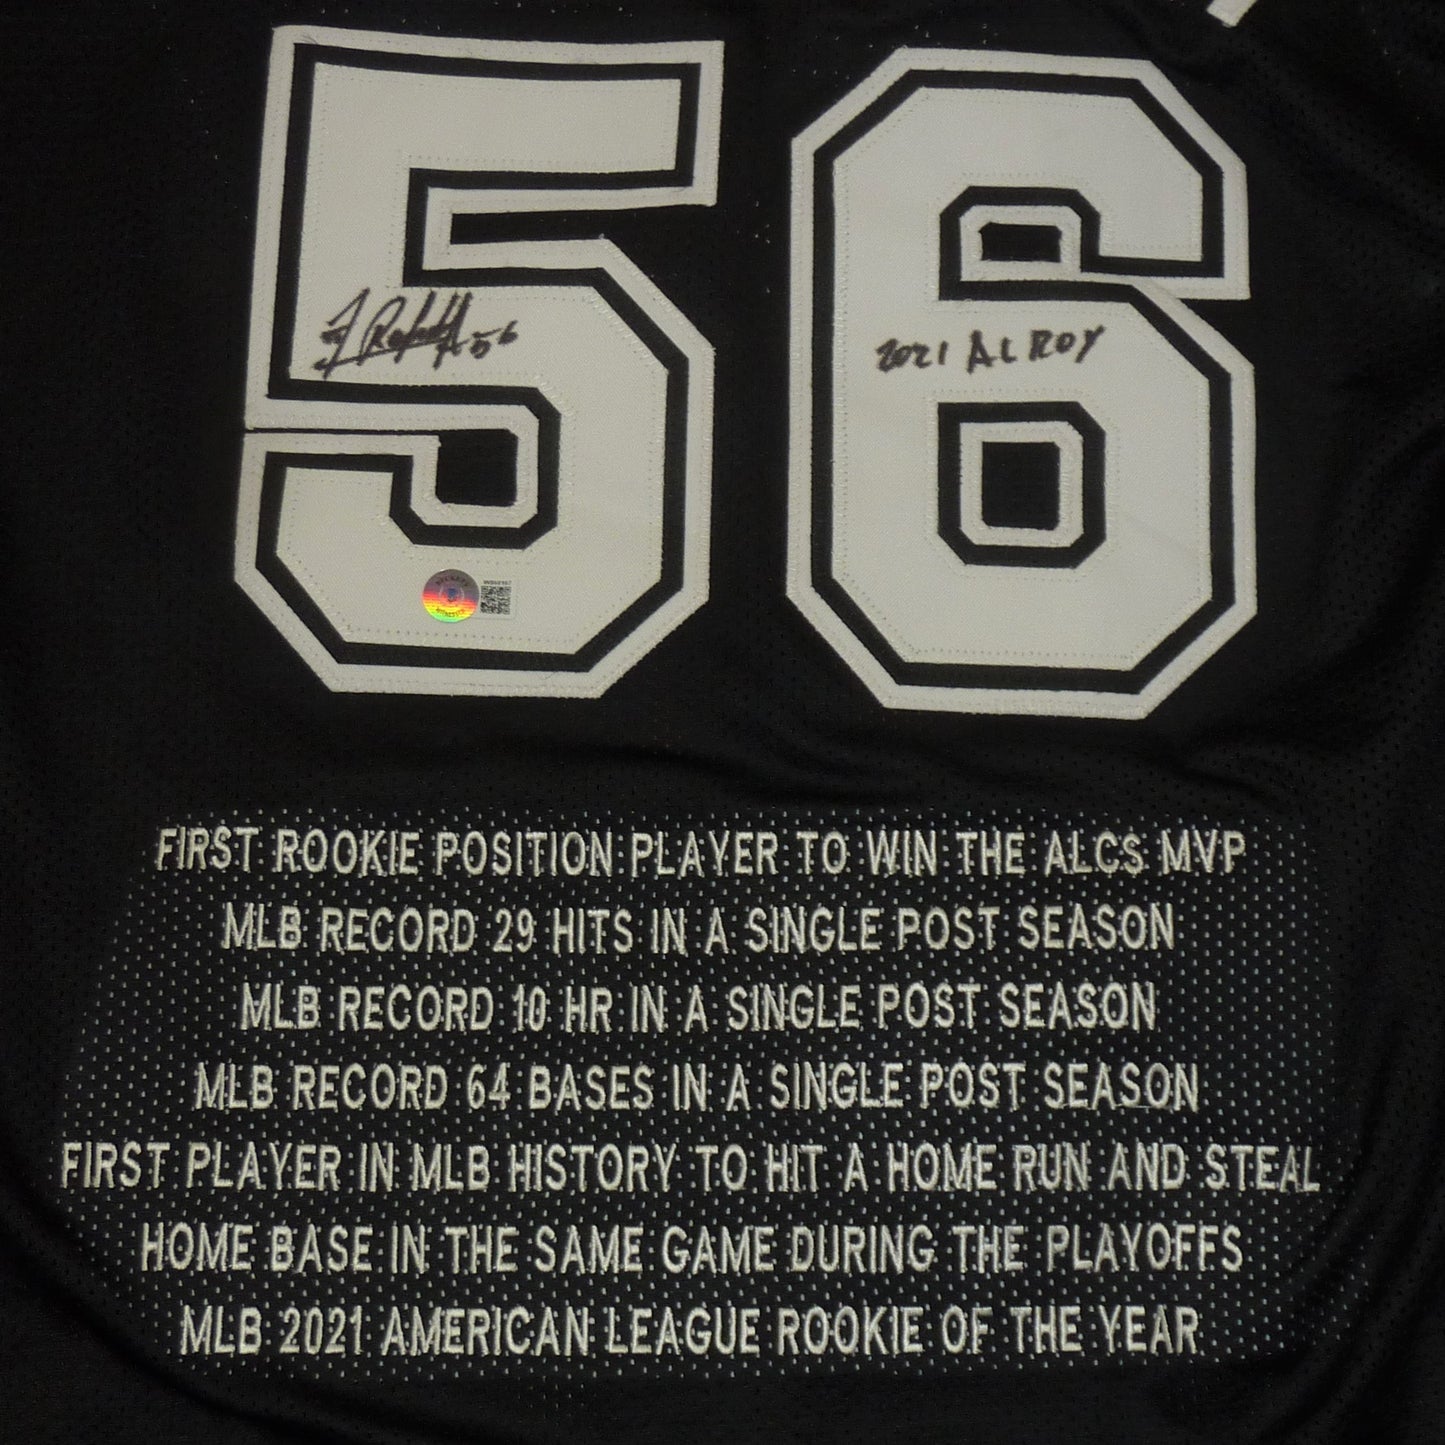 56
56
2021 AL ROY
BECKETT
WITNESSED
FIRST ROOKIE POSITION PLAYER TO WIN THE ALCS MVP
MLB RECORD 29 HITS IN A SINGLE POST SEASON
MLB RECORD 10 HR IN A SINGLE POST SEASON
MLB RECORD 64 BASES IN A SINGLE POST SEASON
FIRST PLAYER IN MLB HISTORY TO HIT A HOME RUN AND STEAL
HOME BASE IN THE SAME GAME DURING THE PLAYOFFS
MLB 2021 AMERICAN LEAGUE ROOKIE OF THE YEAR